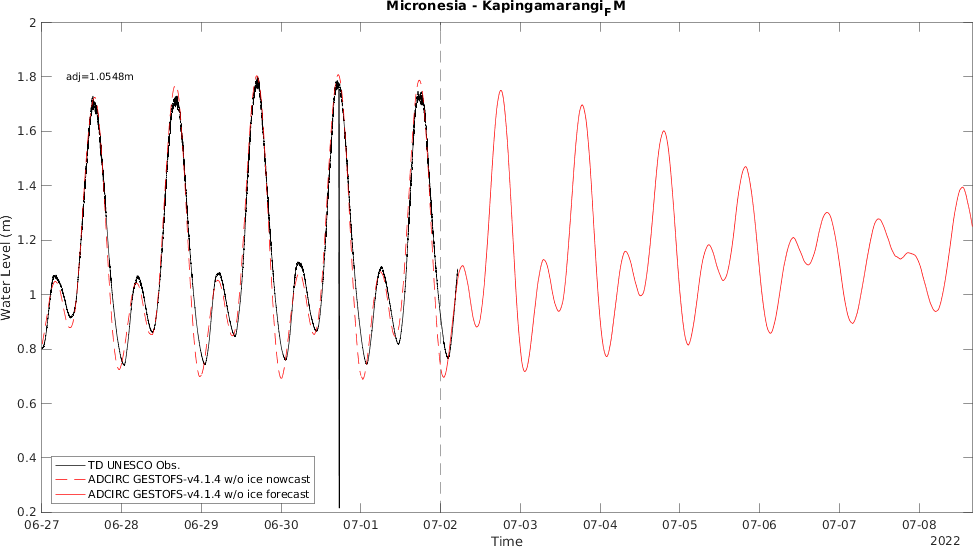 Micronesia - Kapingamarangi_FM
adj=1.0548m
Water Level (m)
2
1.8
1.6
1.4
1.2
1
0.8
0.6
0.4
0.2
TD UNESCO Obs.
ADCIRC GESTOFS-v4.1.4 w/o ice nowcast
ADCIRC GESTOFS-v4.1.4 w/o ice forecast
06-27 06-28 06-29 06-30 07-01 07-02 07-03 07-04 07-05 07-06 07-07 07-08
Time
2022